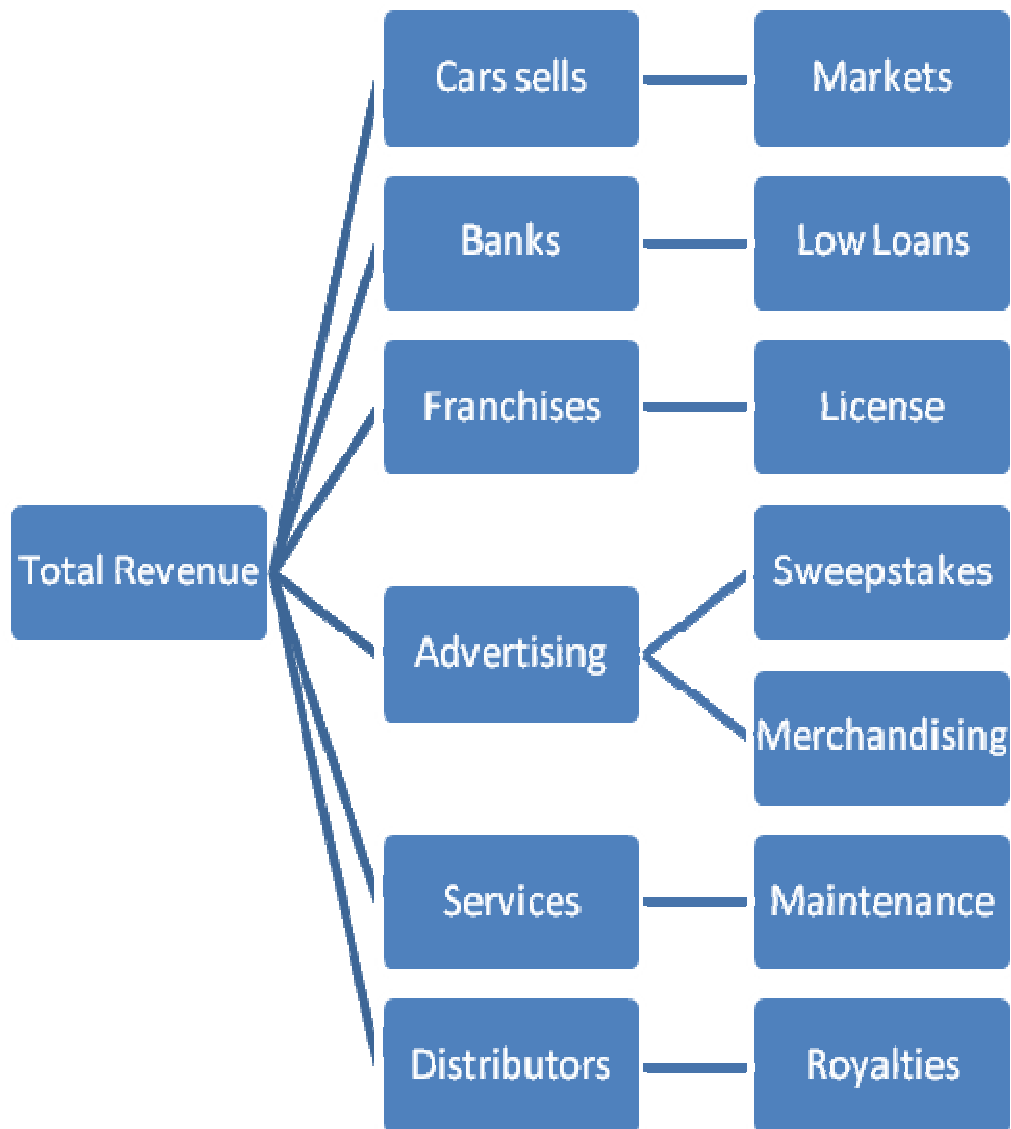 Cars sells
Markets
Banks
Low Loans
Franchises
License
Total Revenue
Advertising
Sweepstakes
Merchandising
Services
Maintenance
Distributors
Royalties